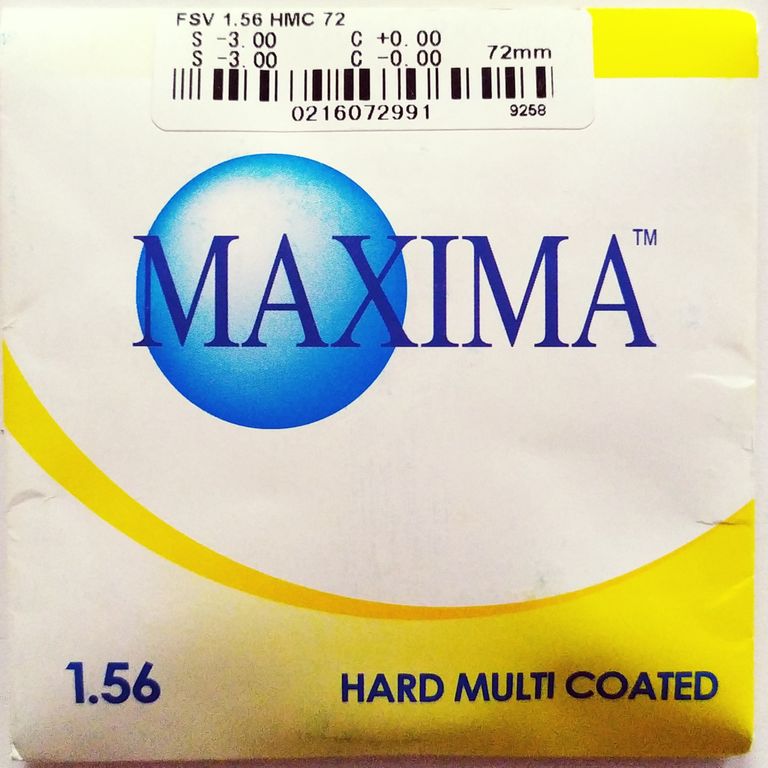 FSV 1.56 HMC 72
S -3.00 C +0.00
S -3.00 C -0.00 72mm
0216072991 9258
MAXIMA™
1.56 HARD MULTI COATED